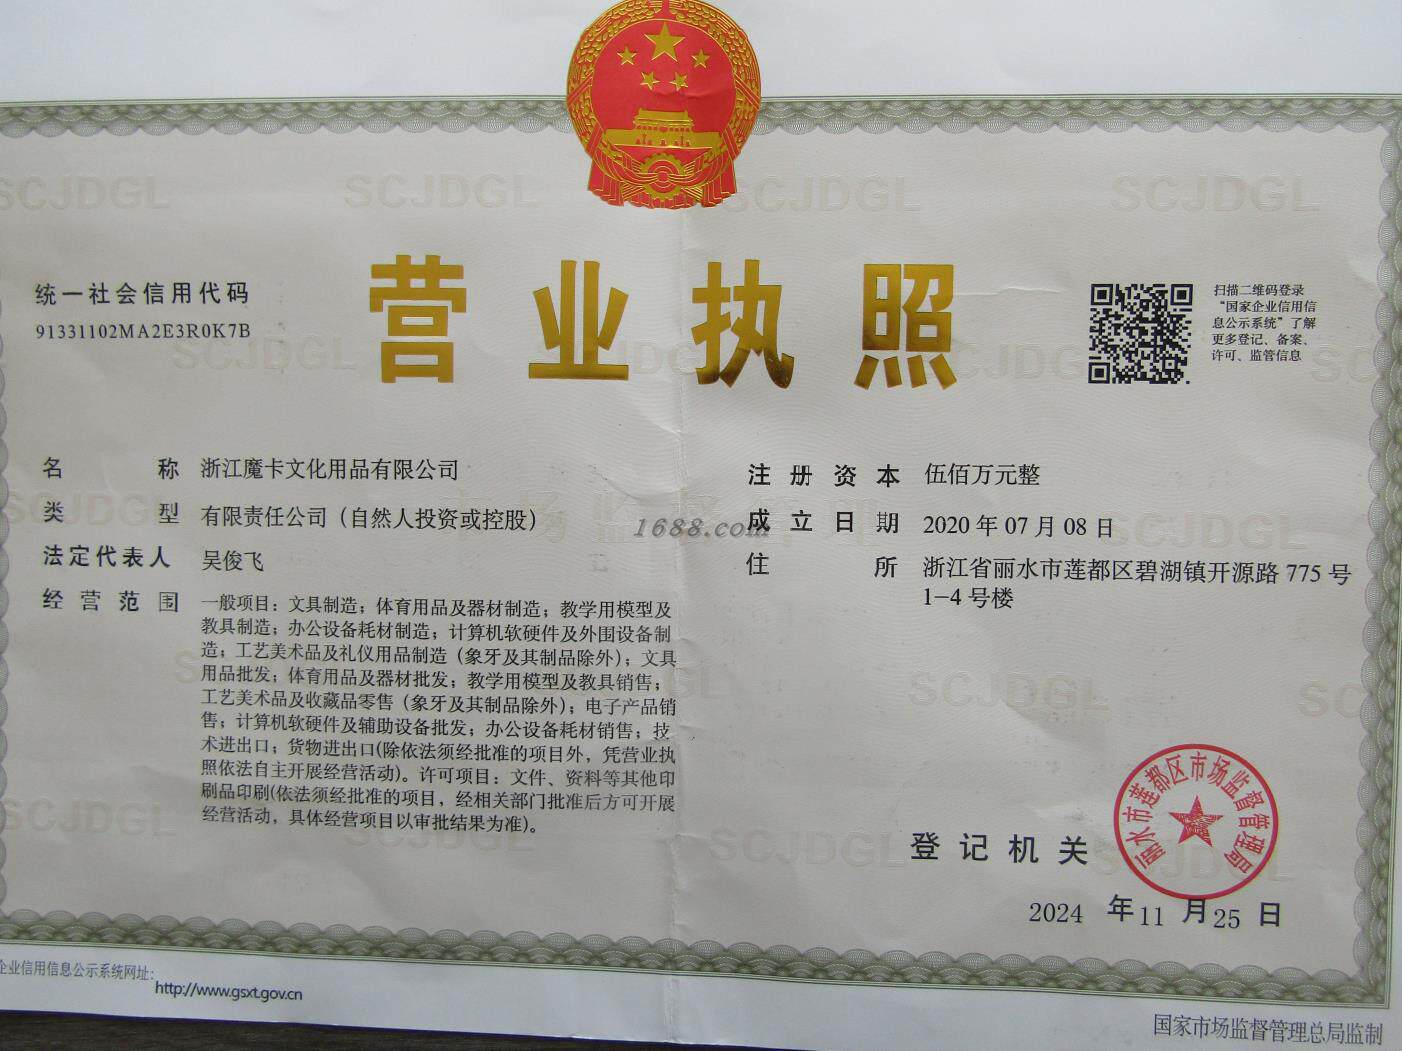 营业执照
统一社会信用代码
91331102MA2E3R0K7B
扫描二维码登录
“国家企业信用信
息公示系统”了解
更多登记、备案、
许可、监管信息
名称 浙江魔卡文化用品有限公司
类型 有限责任公司（自然人投资或控股）
法定代表人 吴俊飞
经营范围 一般项目：文具制造；体育用品及器材制造；教学用模型及
教具制造；办公设备耗材制造；计算机软硬件及外围设备制
造；工艺美术品及礼仪用品制造（象牙及其制品除外）；文具
用品批发；体育用品及器材批发；教学用模型及教具销售；
工艺美术品及收藏品零售（象牙及其制品除外）；电子产品销
售；计算机软硬件及辅助设备批发；办公设备耗材销售；技
术进出口；货物进出口(除依法须经批准的项目外，凭营业执
照依法自主开展经营活动)。许可项目：文件、资料等其他印
刷品印刷(依法须经批准的项目，经相关部门批准后方可开展
经营活动，具体经营项目以审批结果为准)。
注册资本 伍佰万元整
成立日期 2020 年 07 月 08 日
住所 浙江省丽水市莲都区碧湖镇开源路 775 号
1-4 号楼
1688.com
登记机关
丽水市莲都区市场监督管理局
2024 年 11 月 25 日
企业信用信息公示系统网址：
http://www.gsxt.gov.cn
国家市场监督管理总局监制
SCJDGL